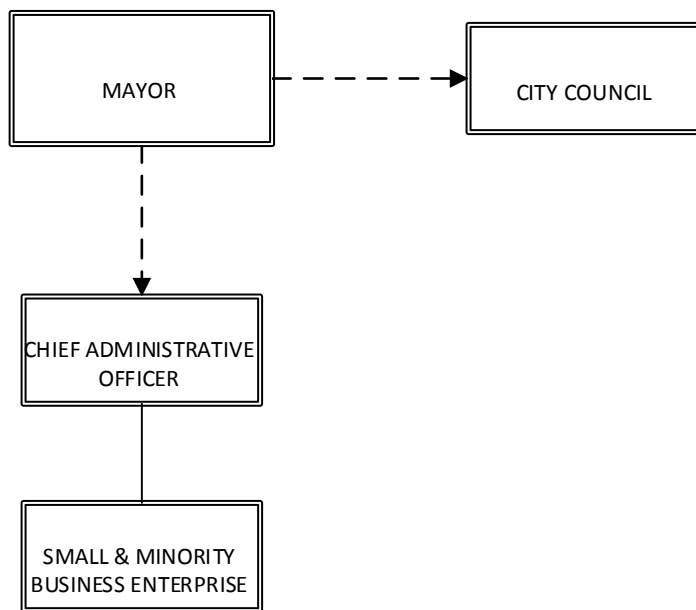 MAYOR
CITY COUNCIL
CHIEF ADMINISTRATIVE
OFFICER
SMALL & MINORITY
BUSINESS ENTERPRISE